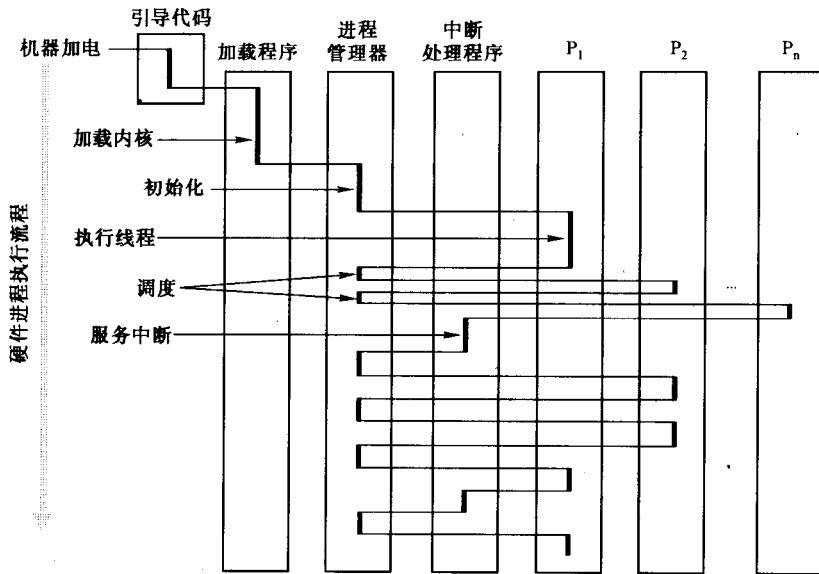 引导代码
机器加电
加载程序
进程
管理器
中断
处理程序
P₁
P₂
Pₙ
加载内核
初始化
执行线程
调度
...
服务中断
硬件进程执行流程